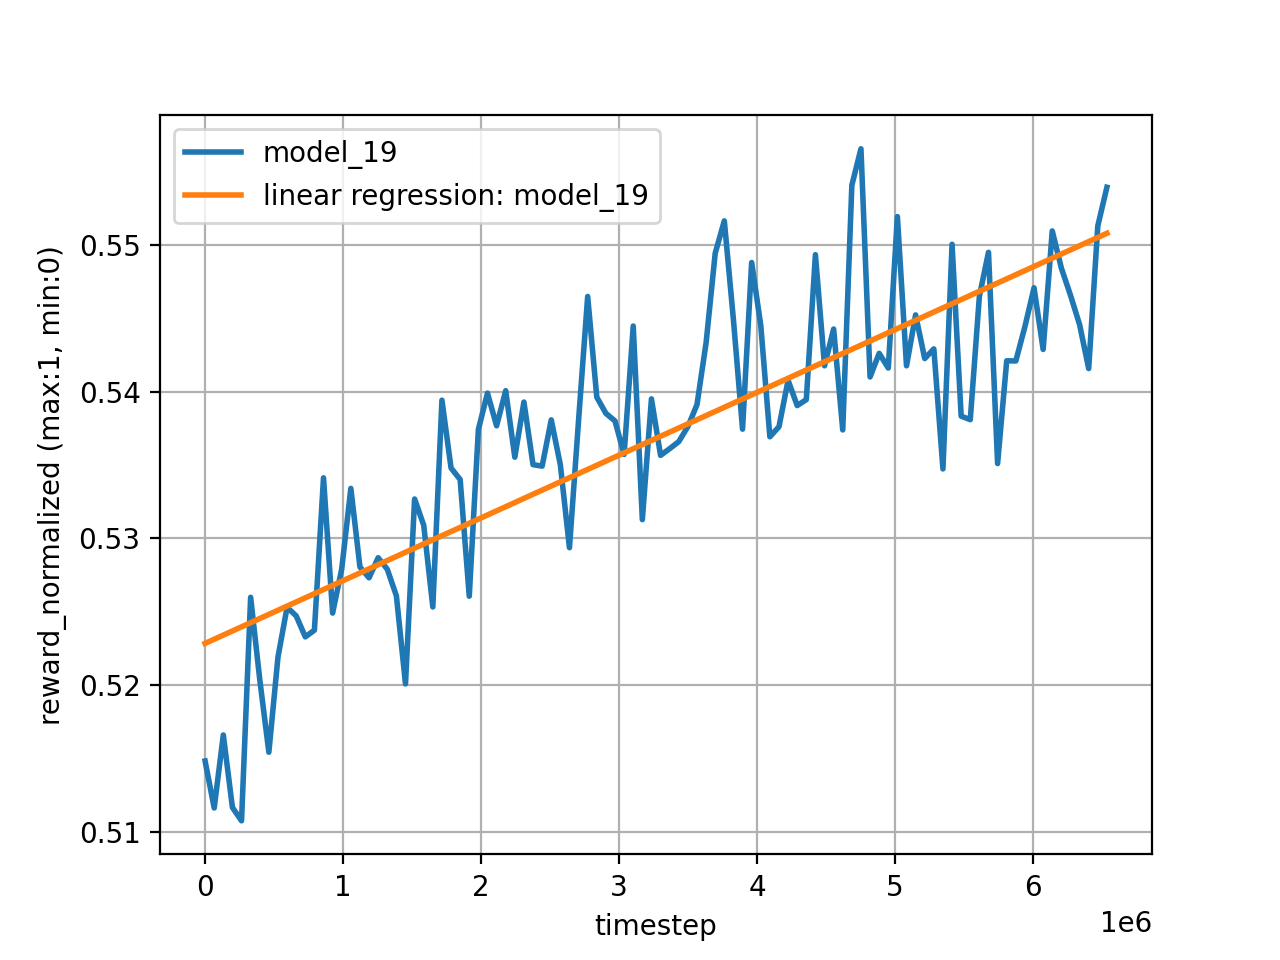 model_19
linear regression: model_19
reward_normalized (max:1, min:0)
0.55
0.54
0.53
0.52
0.51
0 1 2 3 4 5 6
1e6
timestep